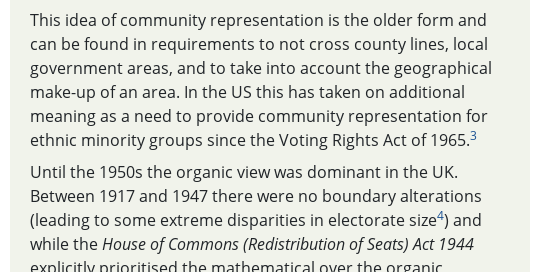 This idea of community representation is the older form and
can be found in requirements to not cross county lines, local
government areas, and to take into account the geographical
make-up of an area. In the US this has taken on additional
meaning as a need to provide community representation for
ethnic minority groups since the Voting Rights Act of 1965.3
Until the 1950s the organic view was dominant in the UK.
Between 1917 and 1947 there were no boundary alterations
(leading to some extreme disparities in electorate size4) and
while the House of Commons (Redistribution of Seats) Act 1944
explicitly prioritised the mathematical over the organic